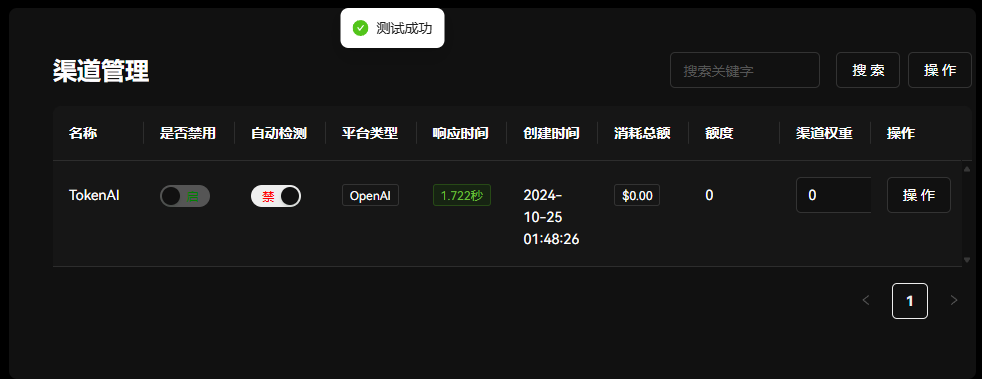 测试成功
渠道管理
搜索关键字
搜 索
操 作
名称 是否禁用 自动检测 平台类型 响应时间 创建时间 消耗总额 额度 渠道权重 操作
TokenAI 禁 OpenAI 1.722秒 2024-
10-25
01:48:26 $0.00 0 0 操 作
1